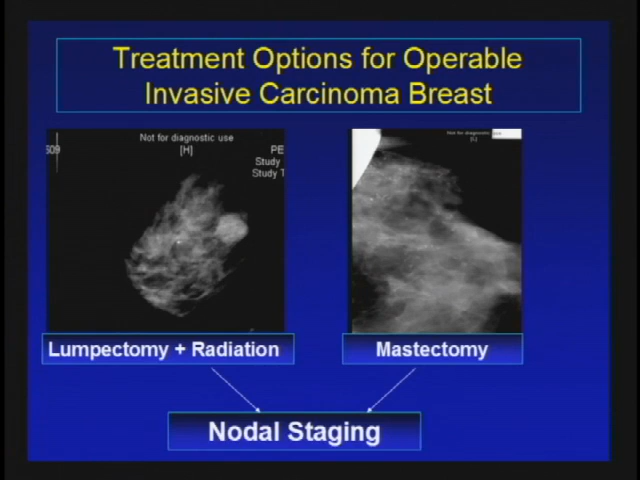 Treatment Options for Operable
Invasive Carcinoma Breast
Not for diagnostic use
[H]
PE
Study
Study T
Not for diagnostic
[L]
Lumpectomy + Radiation
Mastectomy
Nodal Staging